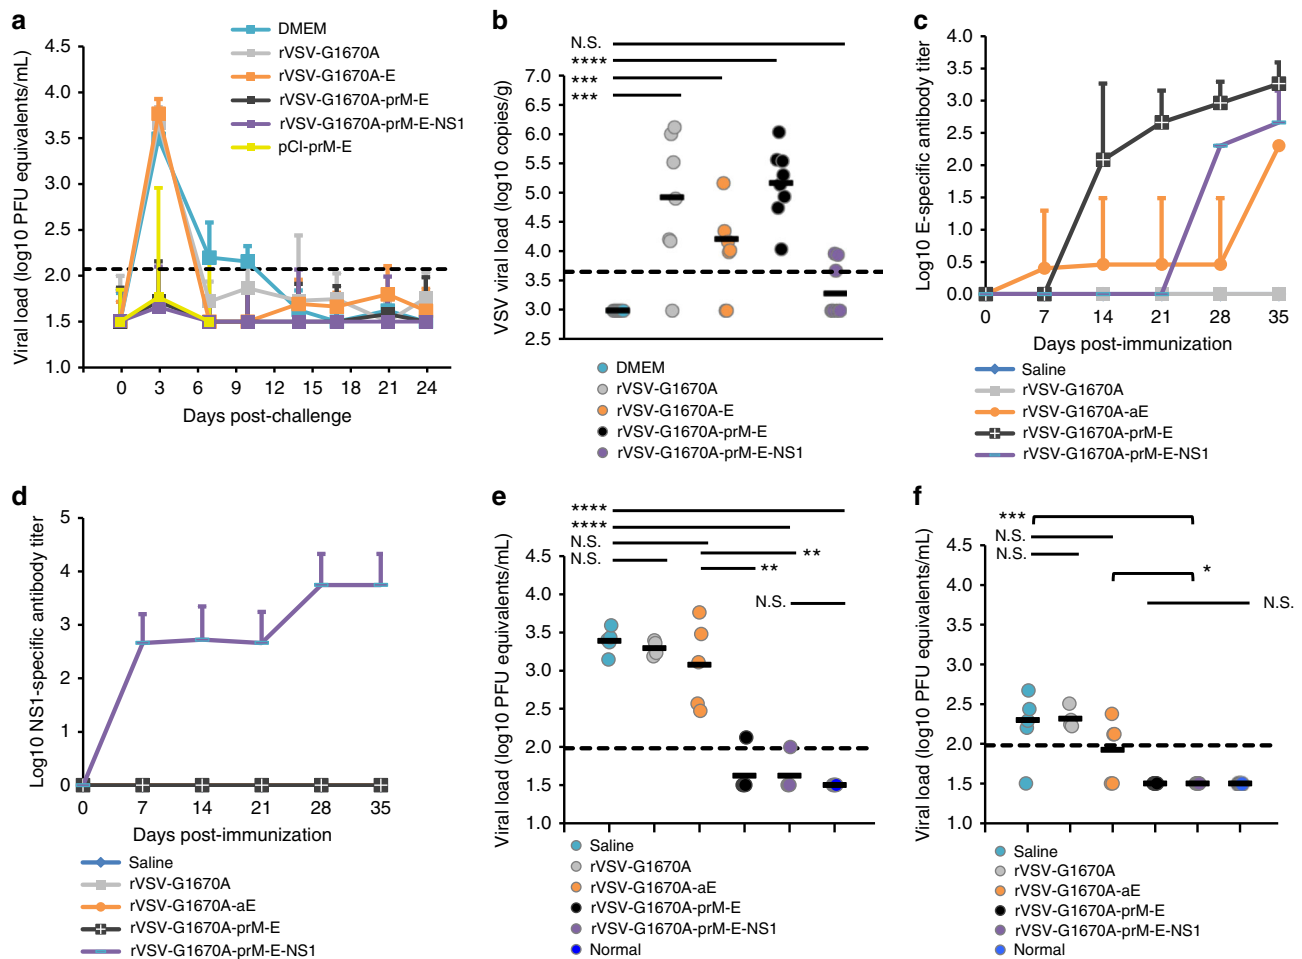 a
DMEM
rVSV-G1670A
rVSV-G1670A-E
rVSV-G1670A-prM-E
rVSV-G1670A-prM-E-NS1
pCI-prM-E
Viral load (log10 PFU equivalents/mL)
4.5
4.0
3.5
3.0
2.5
2.0
1.5
1.0
0 3 6 9 12 15 18 21 24
Days post-challenge
b
N.S.
****
***
***
VSV viral load (log10 copies/g)
7.0
6.5
6.0
5.5
5.0
4.5
4.0
3.5
3.0
2.5
DMEM
rVSV-G1670A
rVSV-G1670A-E
rVSV-G1670A-prM-E
rVSV-G1670A-prM-E-NS1
c
Log10 E-specific antibody titer
4.0
3.5
3.0
2.5
2.0
1.5
1.0
0.5
0.0
0 7 14 21 28 35
Days post-immunization
Saline
rVSV-G1670A
rVSV-G1670A-aE
rVSV-G1670A-prM-E
rVSV-G1670A-prM-E-NS1
d
Log10 NS1-specific antibody titer
5
4
3
2
1
0
0 7 14 21 28 35
Days post-immunization
Saline
rVSV-G1670A
rVSV-G1670A-aE
rVSV-G1670A-prM-E
rVSV-G1670A-prM-E-NS1
e
****
****
N.S.
N.S.
**
**
N.S.
Viral load (log10 PFU equivalents/mL)
4.5
4.0
3.5
3.0
2.5
2.0
1.5
1.0
Saline
rVSV-G1670A
rVSV-G1670A-aE
rVSV-G1670A-prM-E
rVSV-G1670A-prM-E-NS1
Normal
f
***
N.S.
N.S.
*
N.S.
Viral load (log10 PFU equivalents/mL)
4.5
4.0
3.5
3.0
2.5
2.0
1.5
1.0
Saline
rVSV-G1670A
rVSV-G1670A-aE
rVSV-G1670A-prM-E
rVSV-G1670A-prM-E-NS1
Normal